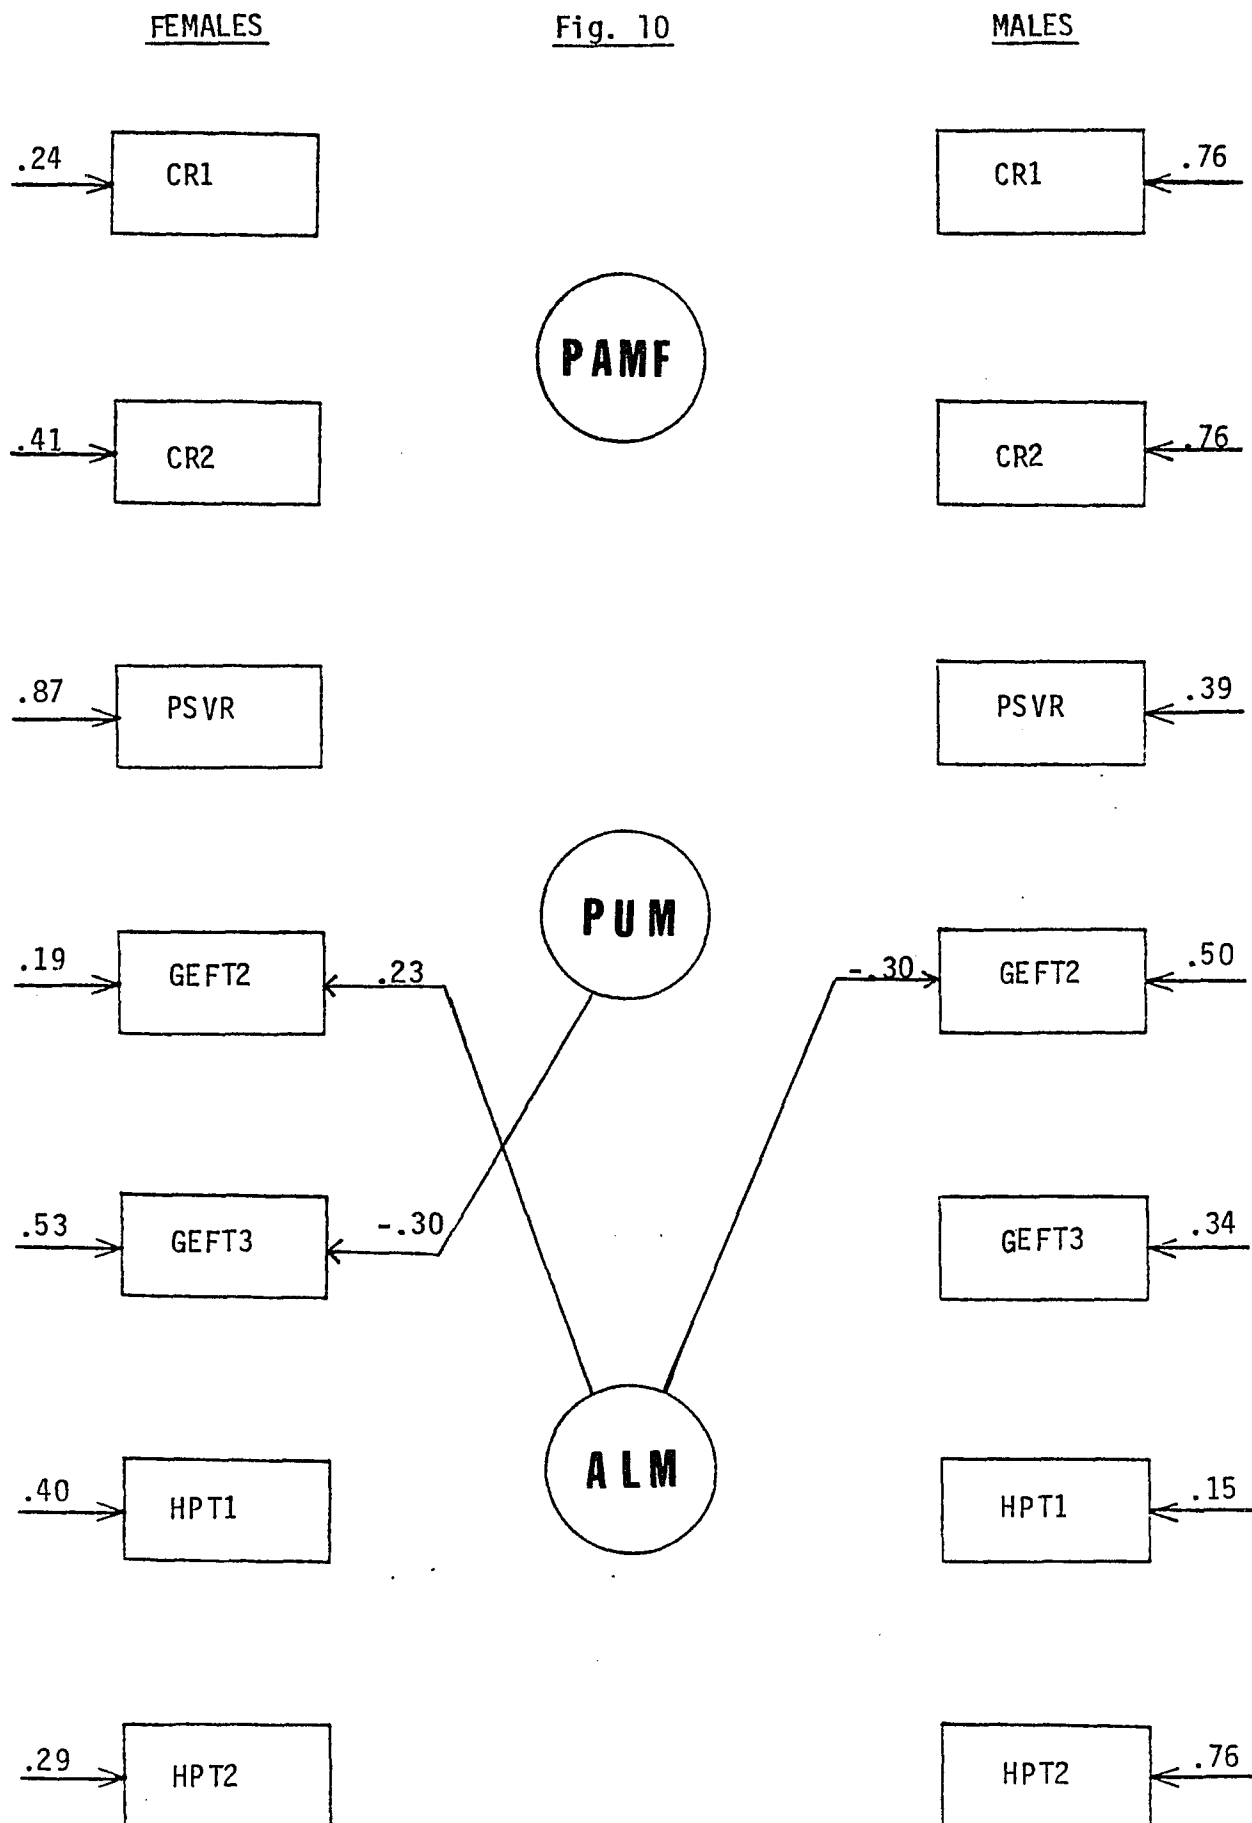 FEMALES Fig. 10 MALES
.24 CR1 CR1 .76
PAMF
.41 CR2 CR2 .76
.87 PSVR PSVR .39
PUM
.19 GEFT2 .23 -.30 GEFT2 .50
.53 GEFT3 -.30 GEFT3 .34
ALM
.40 HPT1 HPT1 .15
.29 HPT2 HPT2 .76